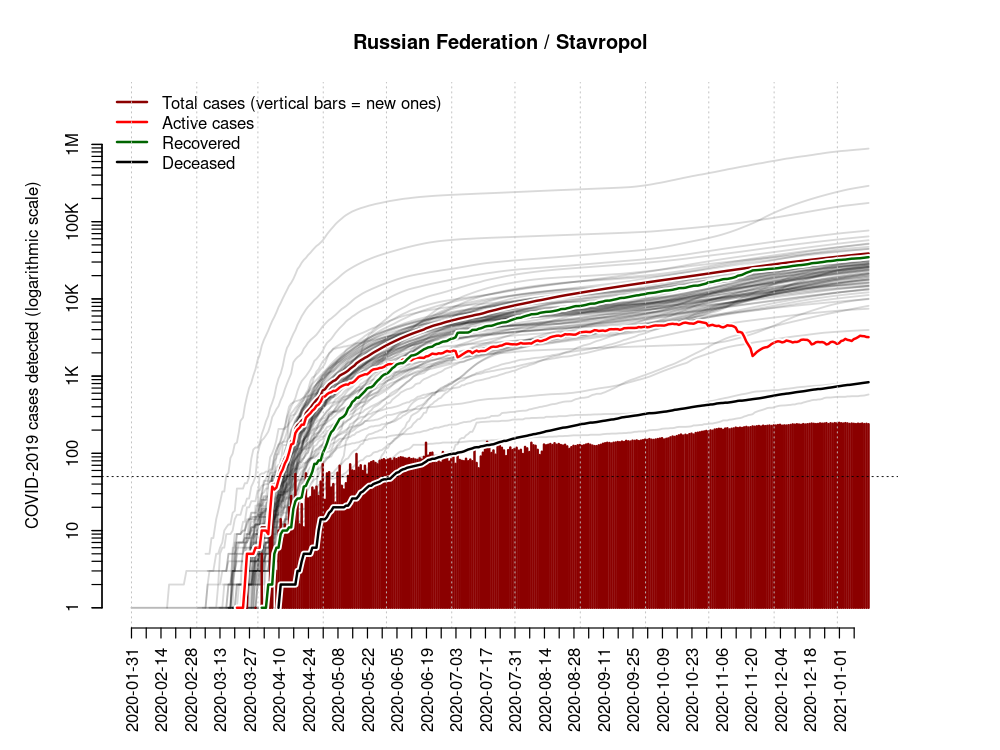 Russian Federation / Stavropol
Total cases (vertical bars = new ones)
Active cases
Recovered
Deceased
COVID-2019 cases detected (logarithmic scale)
1M
100K
10K
1K
100
10
1
2020-01-31
2020-02-14
2020-02-28
2020-03-13
2020-03-27
2020-04-10
2020-04-24
2020-05-08
2020-05-22
2020-06-05
2020-06-19
2020-07-03
2020-07-17
2020-07-31
2020-08-14
2020-08-28
2020-09-11
2020-09-25
2020-10-09
2020-10-23
2020-11-06
2020-11-20
2020-12-04
2020-12-18
2021-01-01